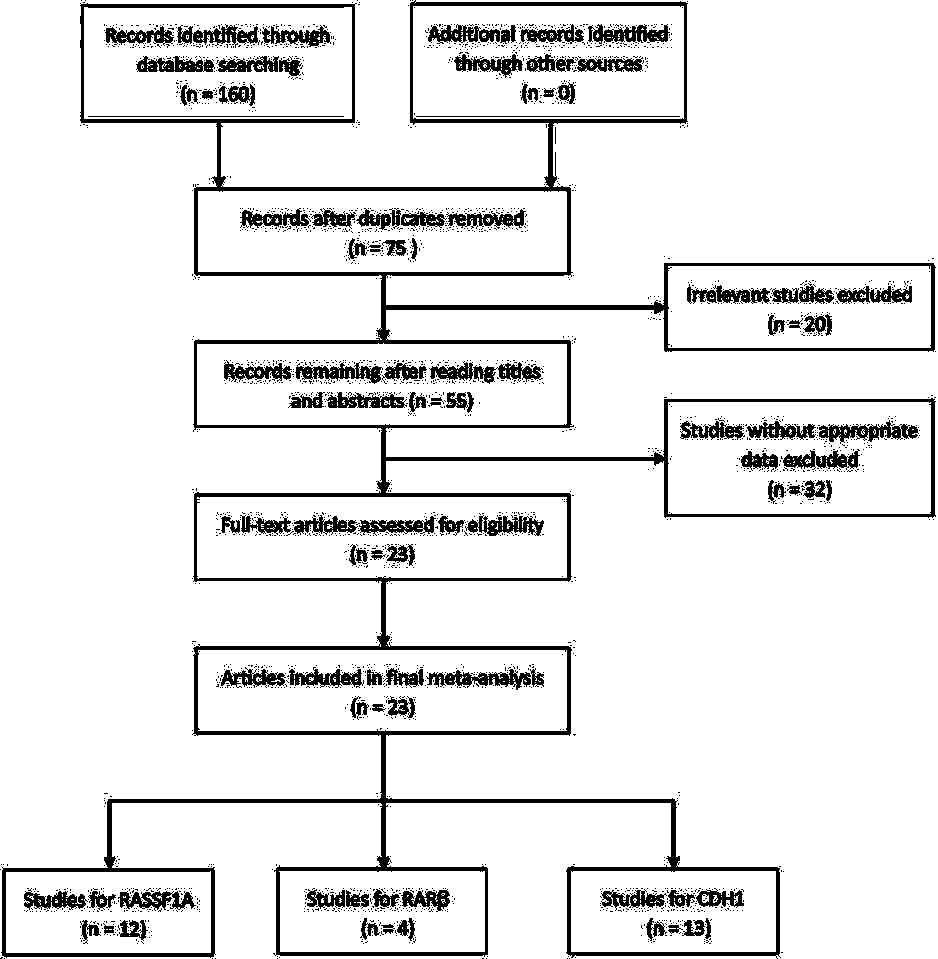 Records identified through
database searching
(n = 160)
Additional records identified
through other sources
(n = 0)
Records after duplicates removed
(n = 75 )
Irrelevant studies excluded
(n = 20)
Records remaining after reading titles
and abstracts (n = 55)
Studies without appropriate
data excluded
(n = 32)
Full-text articles assessed for eligibility
(n = 23)
Articles included in final meta-analysis
(n = 23)
Studies for RASSF1A
(n = 12)
Studies for RARβ
(n = 4)
Studies for CDH1
(n = 13)